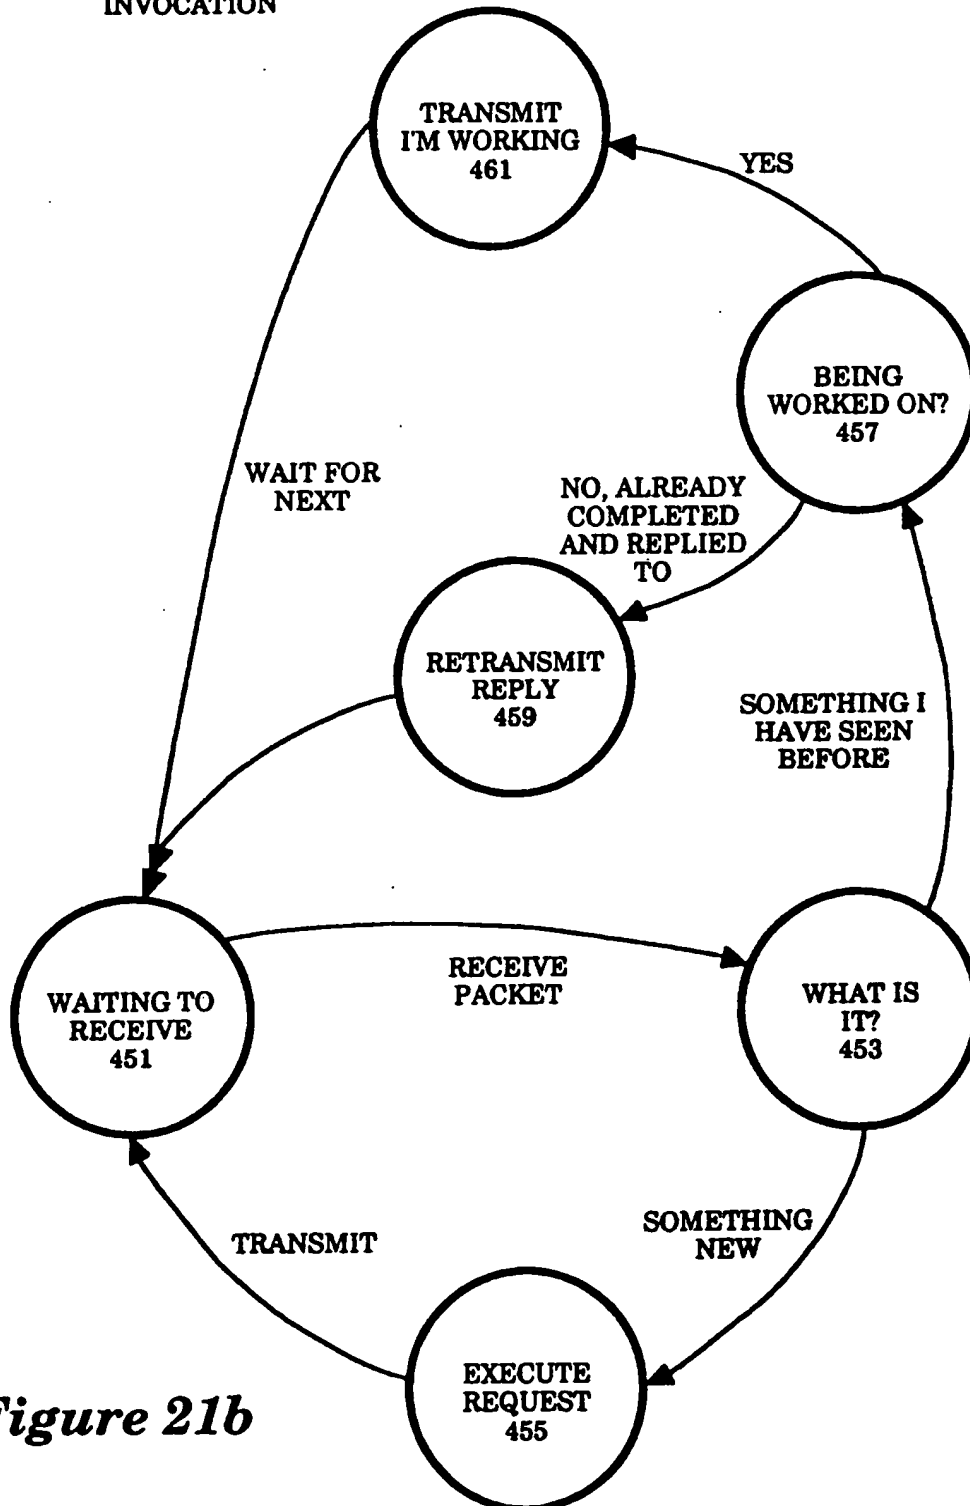 INVOCATION
TRANSMIT
I'M WORKING
461
YES
BEING
WORKED ON?
457
WAIT FOR
NEXT
NO, ALREADY
COMPLETED
AND REPLIED
TO
RETRANSMIT
REPLY
459
SOMETHING I
HAVE SEEN
BEFORE
RECEIVE
PACKET
WAITING TO
RECEIVE
451
WHAT IS
IT?
453
TRANSMIT
SOMETHING
NEW
EXECUTE
REQUEST
455
Figure 21b